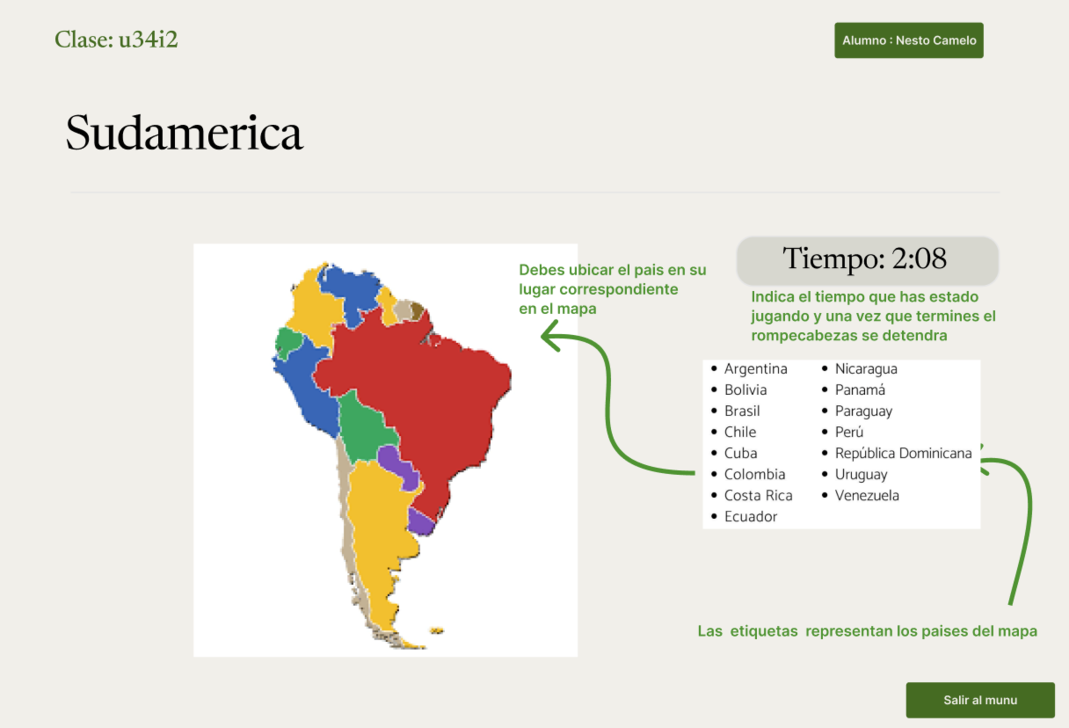 Clase: u34i2
Alumno : Nesto Camelo
Sudamerica
Debes ubicar el pais en su
lugar correspondiente
en el mapa
Tiempo: 2:08
Indica el tiempo que has estado
jugando y una vez que termines el
rompecabezas se detendra
• Argentina
• Bolivia
• Brasil
• Chile
• Cuba
• Colombia
• Costa Rica
• Ecuador
• Nicaragua
• Panamá
• Paraguay
• Perú
• República Dominicana
• Uruguay
• Venezuela
Las etiquetas representan los paises del mapa
Salir al munu